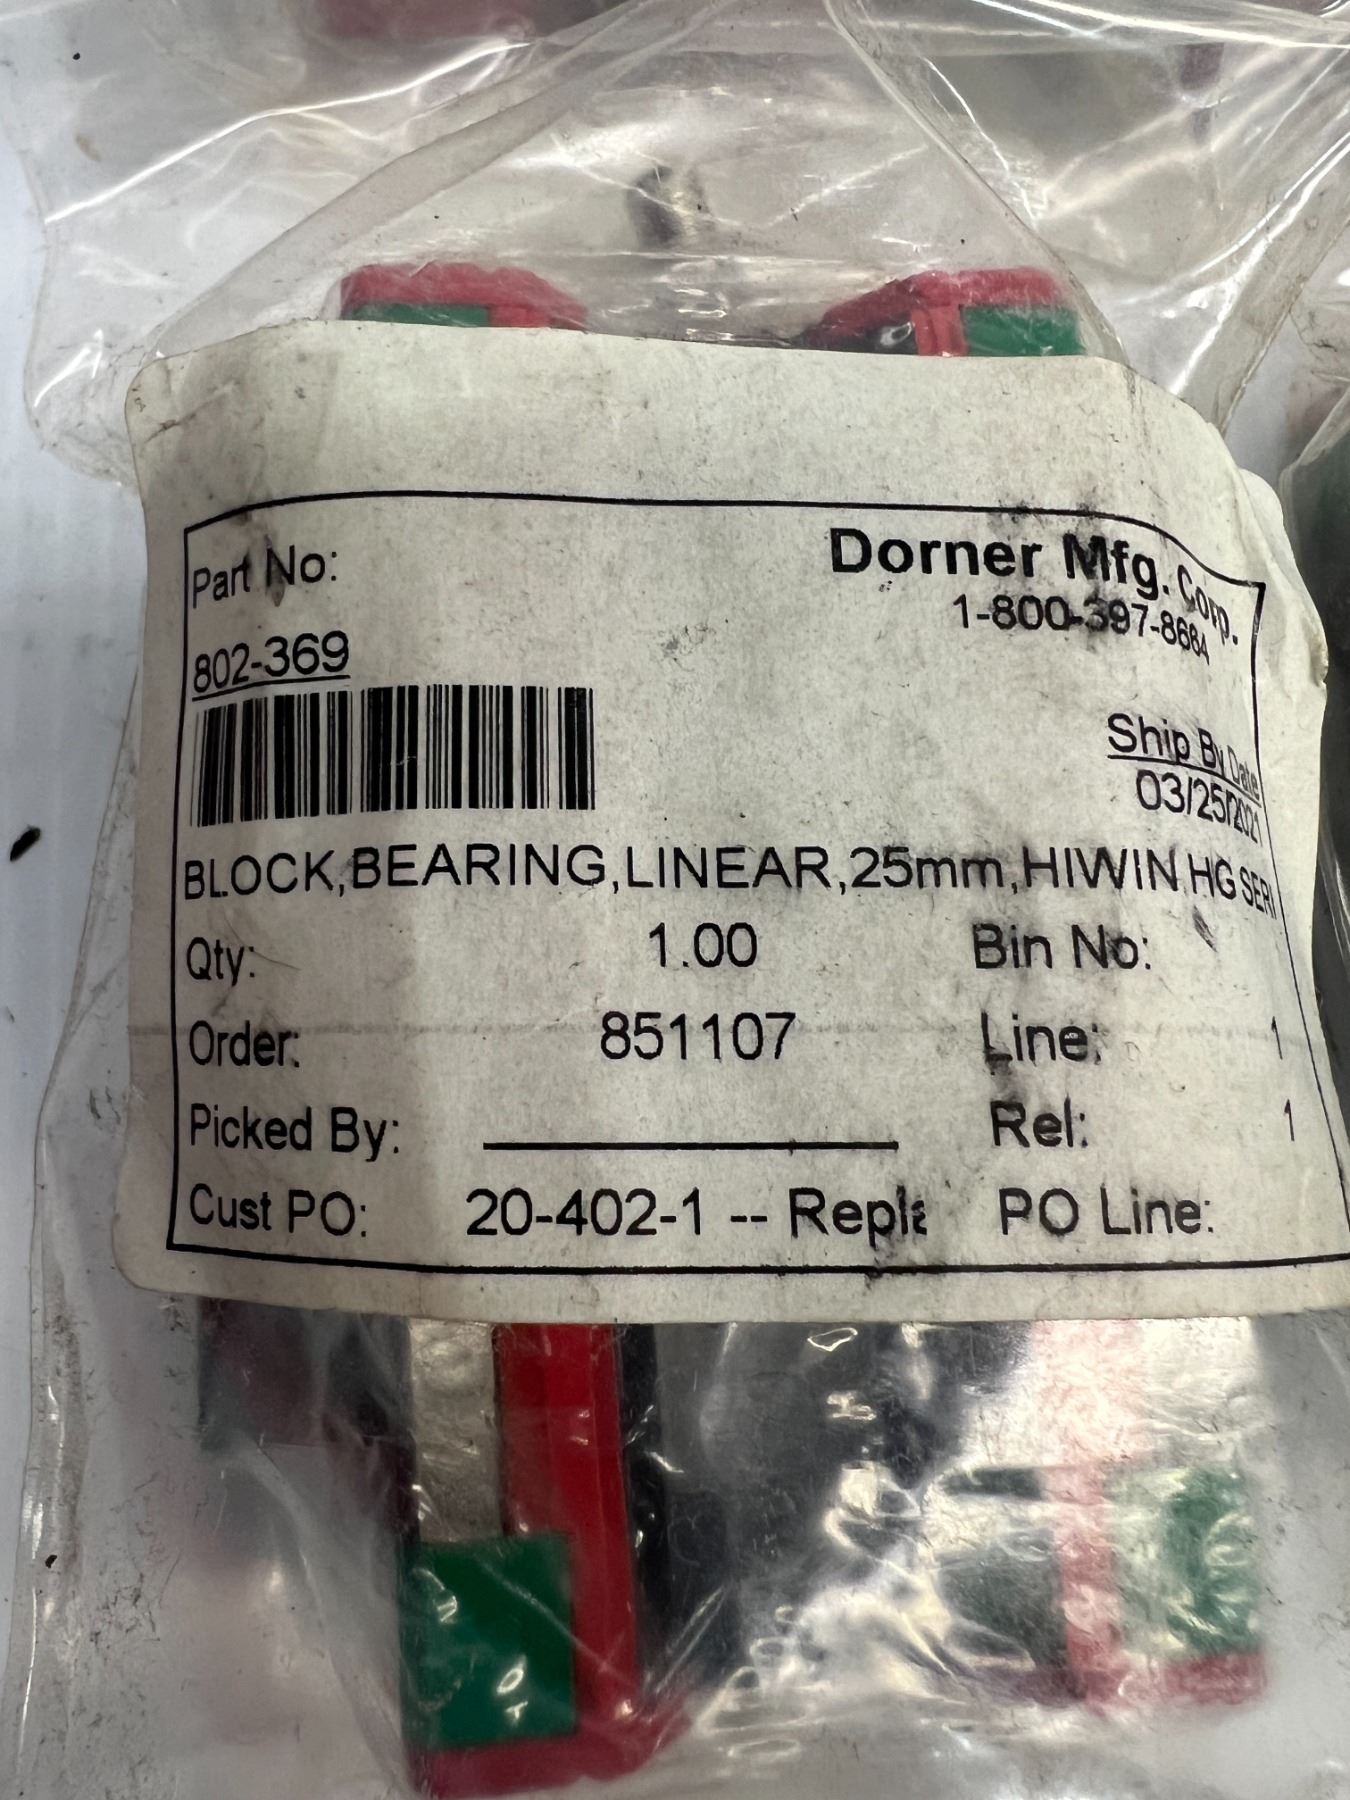 Part No:
Dorner Mfg. Corp.
1-800-397-8664
802-369
Ship By Date
03/25/2021
BLOCK,BEARING,LINEAR,25mm,HIWIN HG SERI
Qty: 1.00 Bin No:
Order: 851107 Line: 1
Picked By: Rel: 1
Cust PO: 20-402-1 -- Repla PO Line: